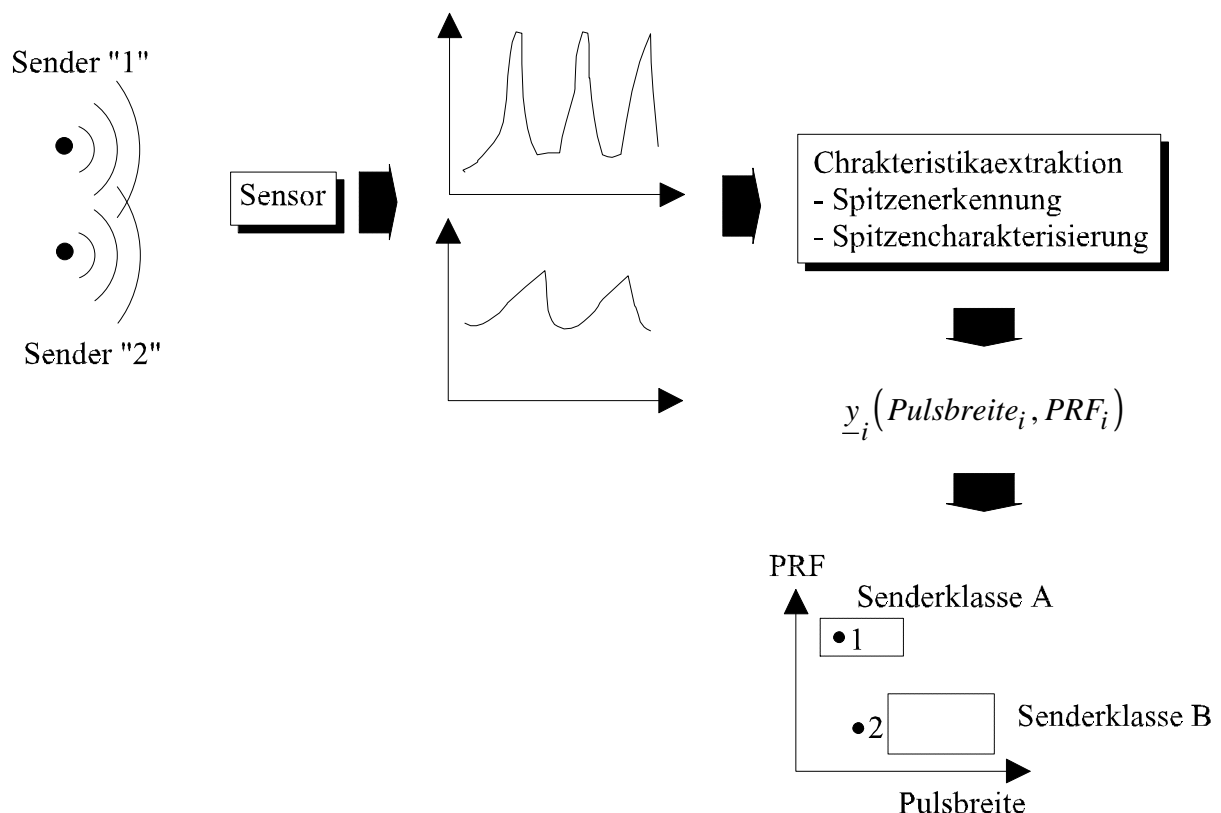 Sender "1"
Sender "2"
Sensor
Chrakteristikaextraktion
- Spitzenerkennung
- Spitzencharakterisierung
y_i(Pulsbreite_i, PRF_i)
PRF
Senderklasse A
1
2
Senderklasse B
Pulsbreite